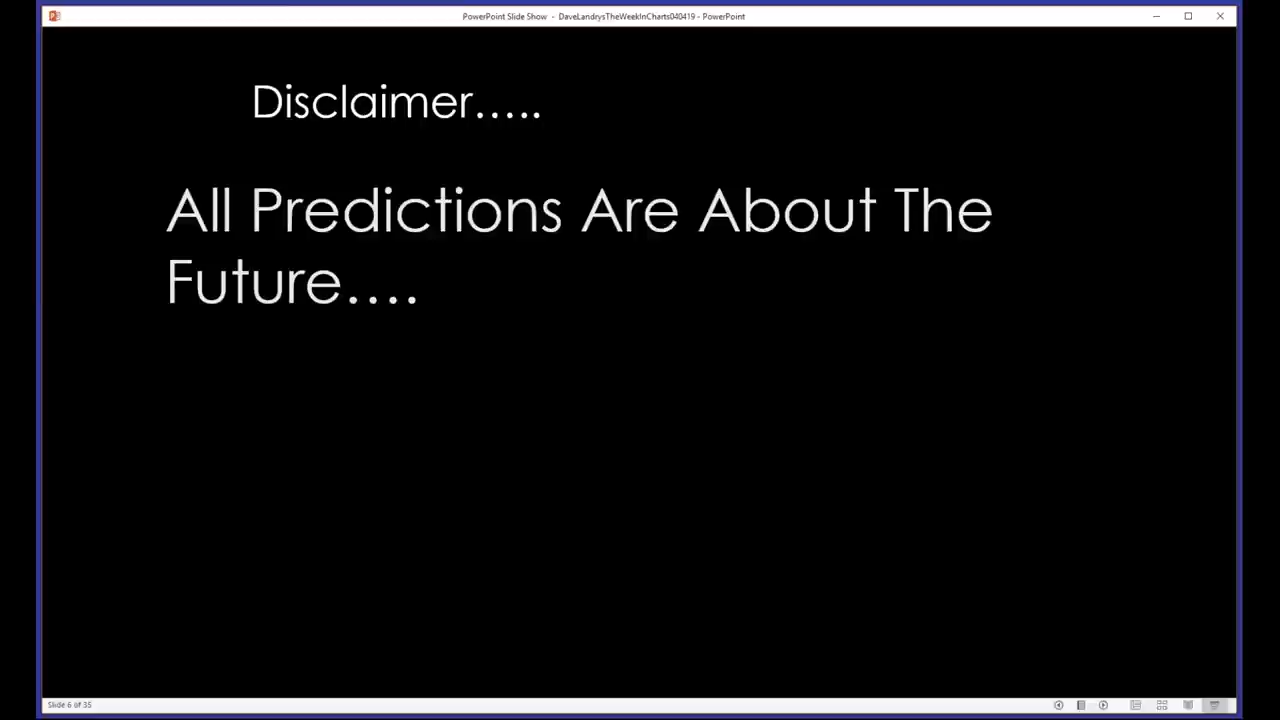 PowerPoint Slide Show - DaveLandrysTheWeekInCharts040419 - PowerPoint
Disclaimer.....
All Predictions Are About The
Future....
Slide 6 of 35